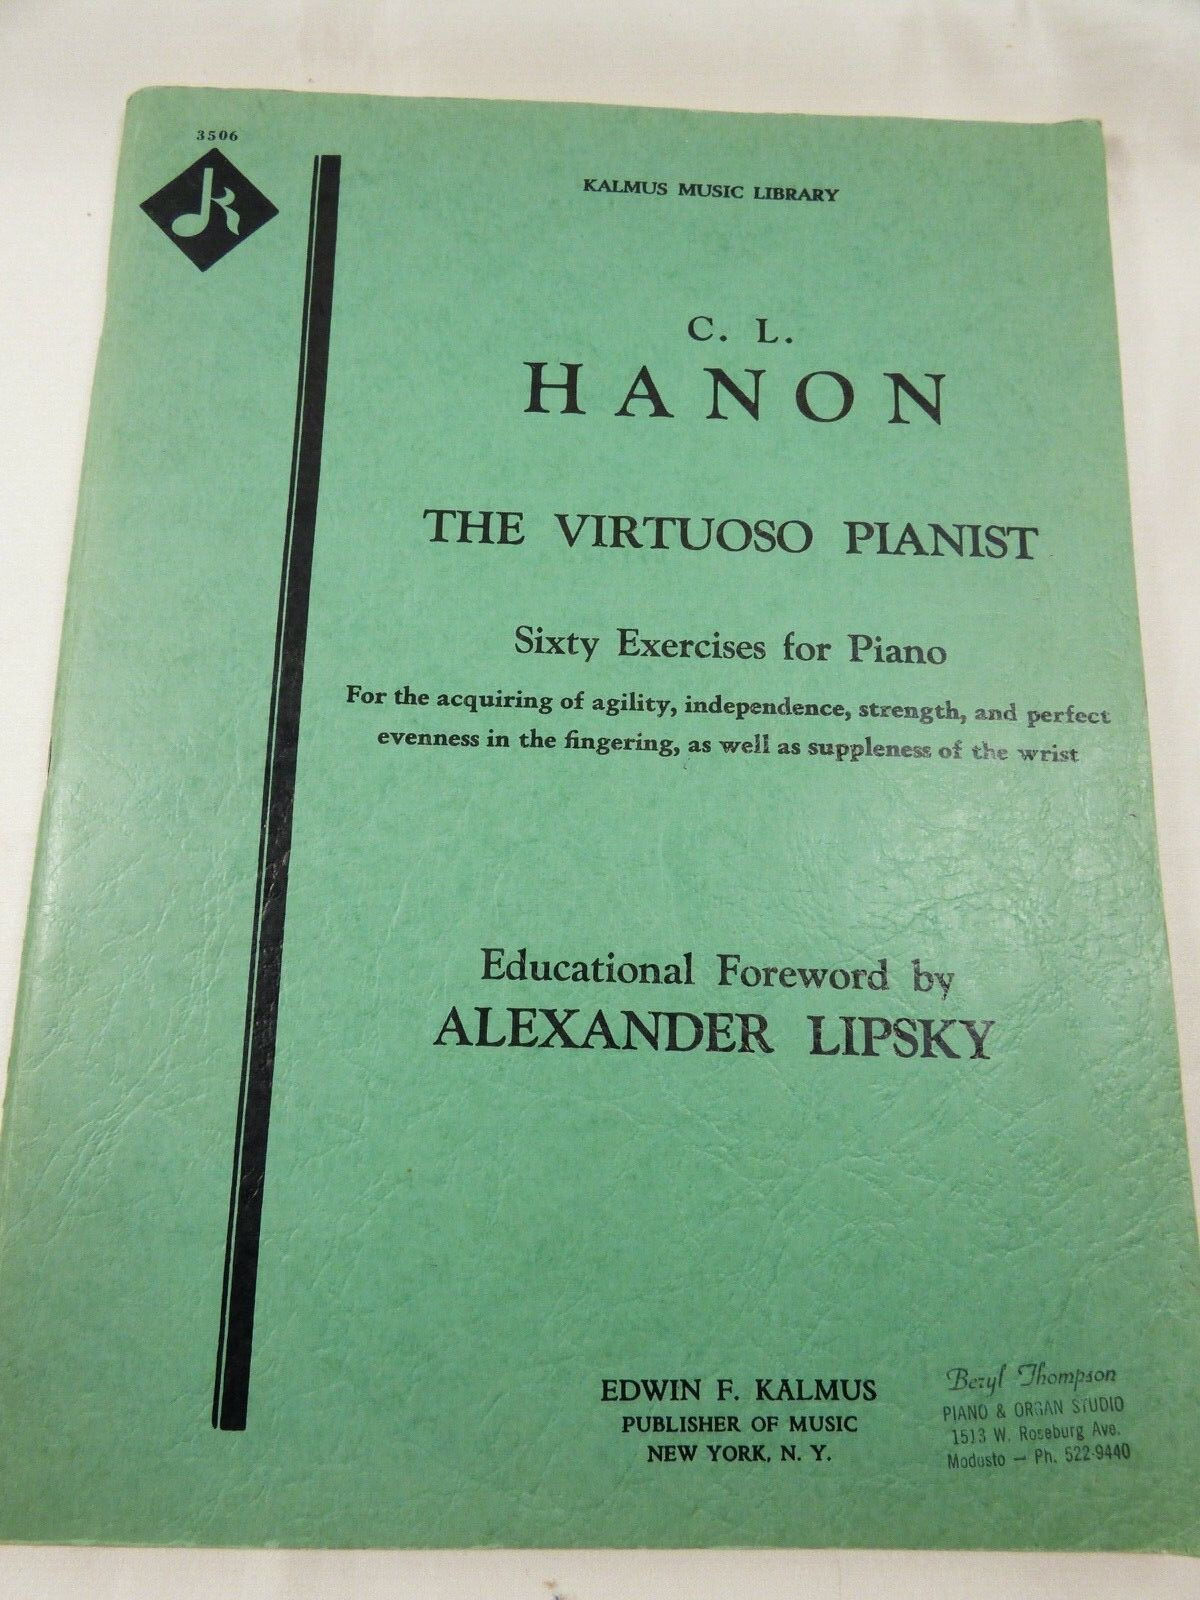 3506
k
KALMUS MUSIC LIBRARY
C. L.
HANON
THE VIRTUOSO PIANIST
Sixty Exercises for Piano
For the acquiring of agility, independence, strength, and perfect
evenness in the fingering, as well as suppleness of the wrist
Educational Foreword by
ALEXANDER LIPSKY
EDWIN F. KALMUS
PUBLISHER OF MUSIC
NEW YORK, N. Y.
Beryl Thompson
PIANO & ORGAN STUDIO
1513 W. Roseburg Ave.
Modesto — Ph. 522-9440